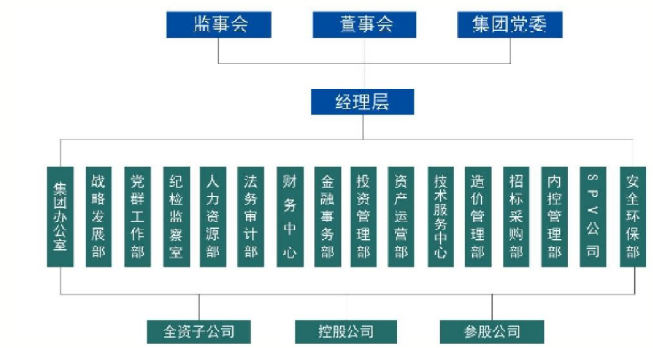 监事会
董事会
集团党委
经理层
集团办公室
战略发展部
党群工作部
纪检监察室
人力资源部
法务审计部
财务中心
金融事务部
投资管理部
资产运营部
技术服务中心
造价管理部
招标采购部
内控管理部
SPV公司
安全环保部
全资子公司
控股公司
参股公司